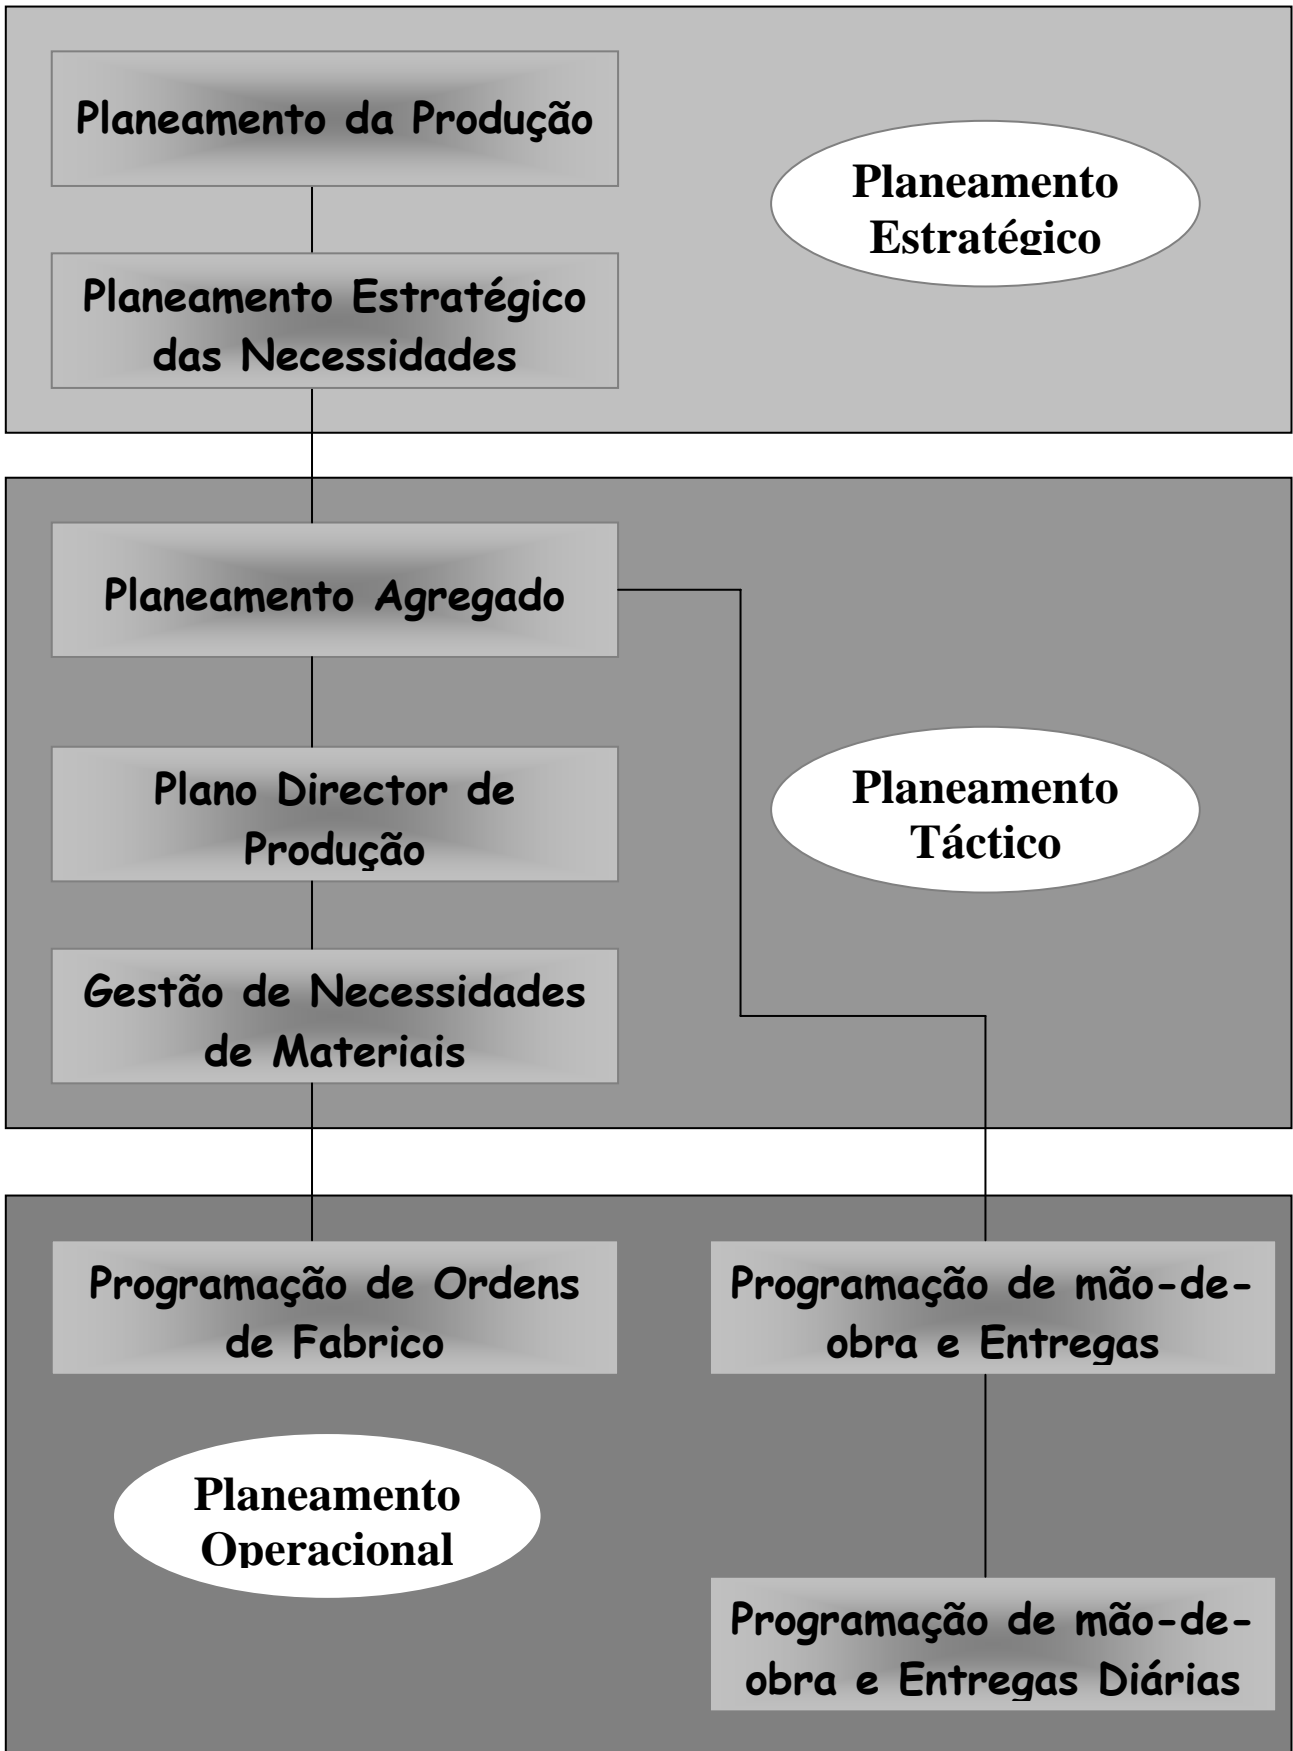 Planeamento da Produção
Planeamento
Estratégico
Planeamento Estratégico
das Necessidades
Planeamento Agregado
Plano Director de
Produção
Planeamento
Táctico
Gestão de Necessidades
de Materiais
Programação de Ordens
de Fabrico
Programação de mão-de-
obra e Entregas
Planeamento
Operacional
Programação de mão-de-
obra e Entregas Diárias